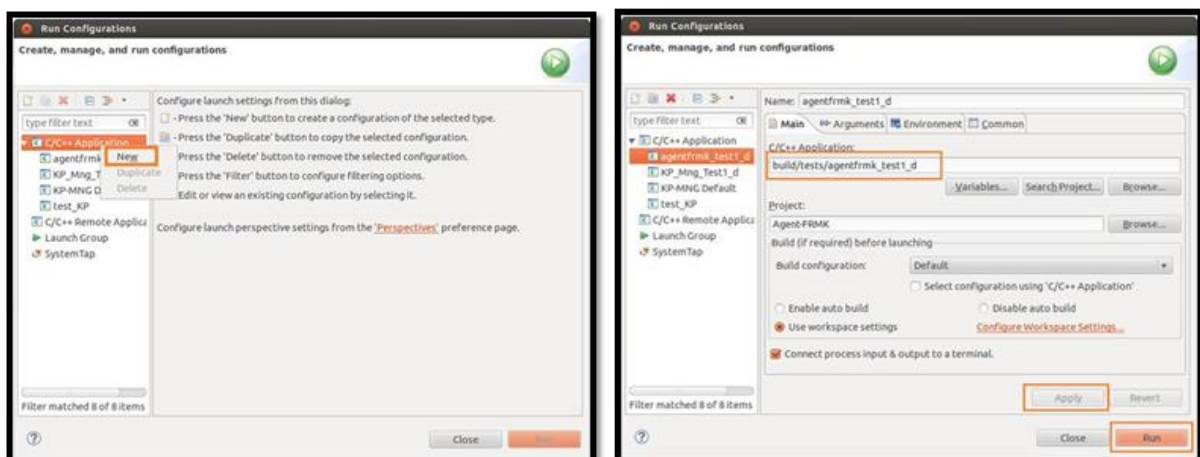 Run Configurations
Create, manage, and run configurations
type filter text
C/C++ Application
agentfrmk
KP_Mng_T
KP-MNG D
test_KP
C/C++ Remote Applica
Launch Group
SystemTap
Filter matched 8 of 8 items
New
Duplicate
Delete
Configure launch settings from this dialog:
- Press the 'New' button to create a configuration of the selected type.
- Press the 'Duplicate' button to copy the selected configuration.
Press the 'Delete' button to remove the selected configuration.
Press the 'Filter' button to configure filtering options.
Edit or view an existing configuration by selecting it.
Configure launch perspective settings from the 'Perspectives' preference page.
Close
Run Configurations
Create, manage, and run configurations
type filter text
C/C++ Application
agentfrmk_test1_d
KP_Mng_Test1_d
KP-MNG Default
test_KP
C/C++ Remote Applica
Launch Group
SystemTap
Filter matched 8 of 8 items
Name: agentfrmk_test1_d
Main Arguments Environment Common
C/C++ Application:
build/tests/agentfrmk_test1_d
Variables... Search Project... Browse...
Project:
Agent-FRMK Browse...
Build (if required) before launching
Build configuration: Default
Select configuration using 'C/C++ Application'
Enable auto build Disable auto build
Use workspace settings Configure Workspace Settings...
Connect process input & output to a terminal.
Apply Revert
Close Run